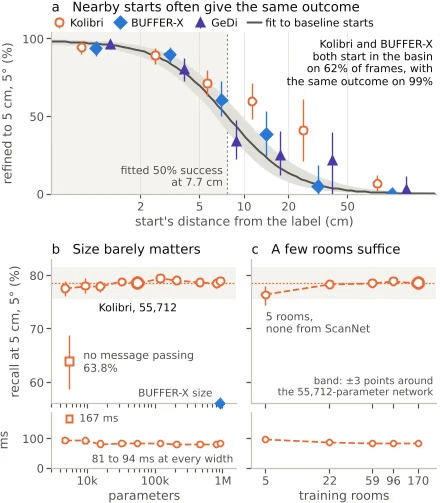 a Nearby starts often give the same outcome
Kolibri BUFFER-X GeDi fit to baseline starts
refined to 5 cm, 5° (%)
100
50
0
Kolibri and BUFFER-X
both start in the basin
on 62% of frames, with
the same outcome on 99%
fitted 50% success
at 7.7 cm
2 5 10 20 50
start's distance from the label (cm)
b Size barely matters
recall at 5 cm, 5° (%)
80
70
60
Kolibri, 55,712
no message passing
63.8%
BUFFER-X size
ms
100
0
167 ms
81 to 94 ms at every width
10k 100k 1M
parameters
c A few rooms suffice
5 rooms,
none from ScanNet
band: ±3 points around
the 55,712-parameter network
5 22 59 96 170
training rooms